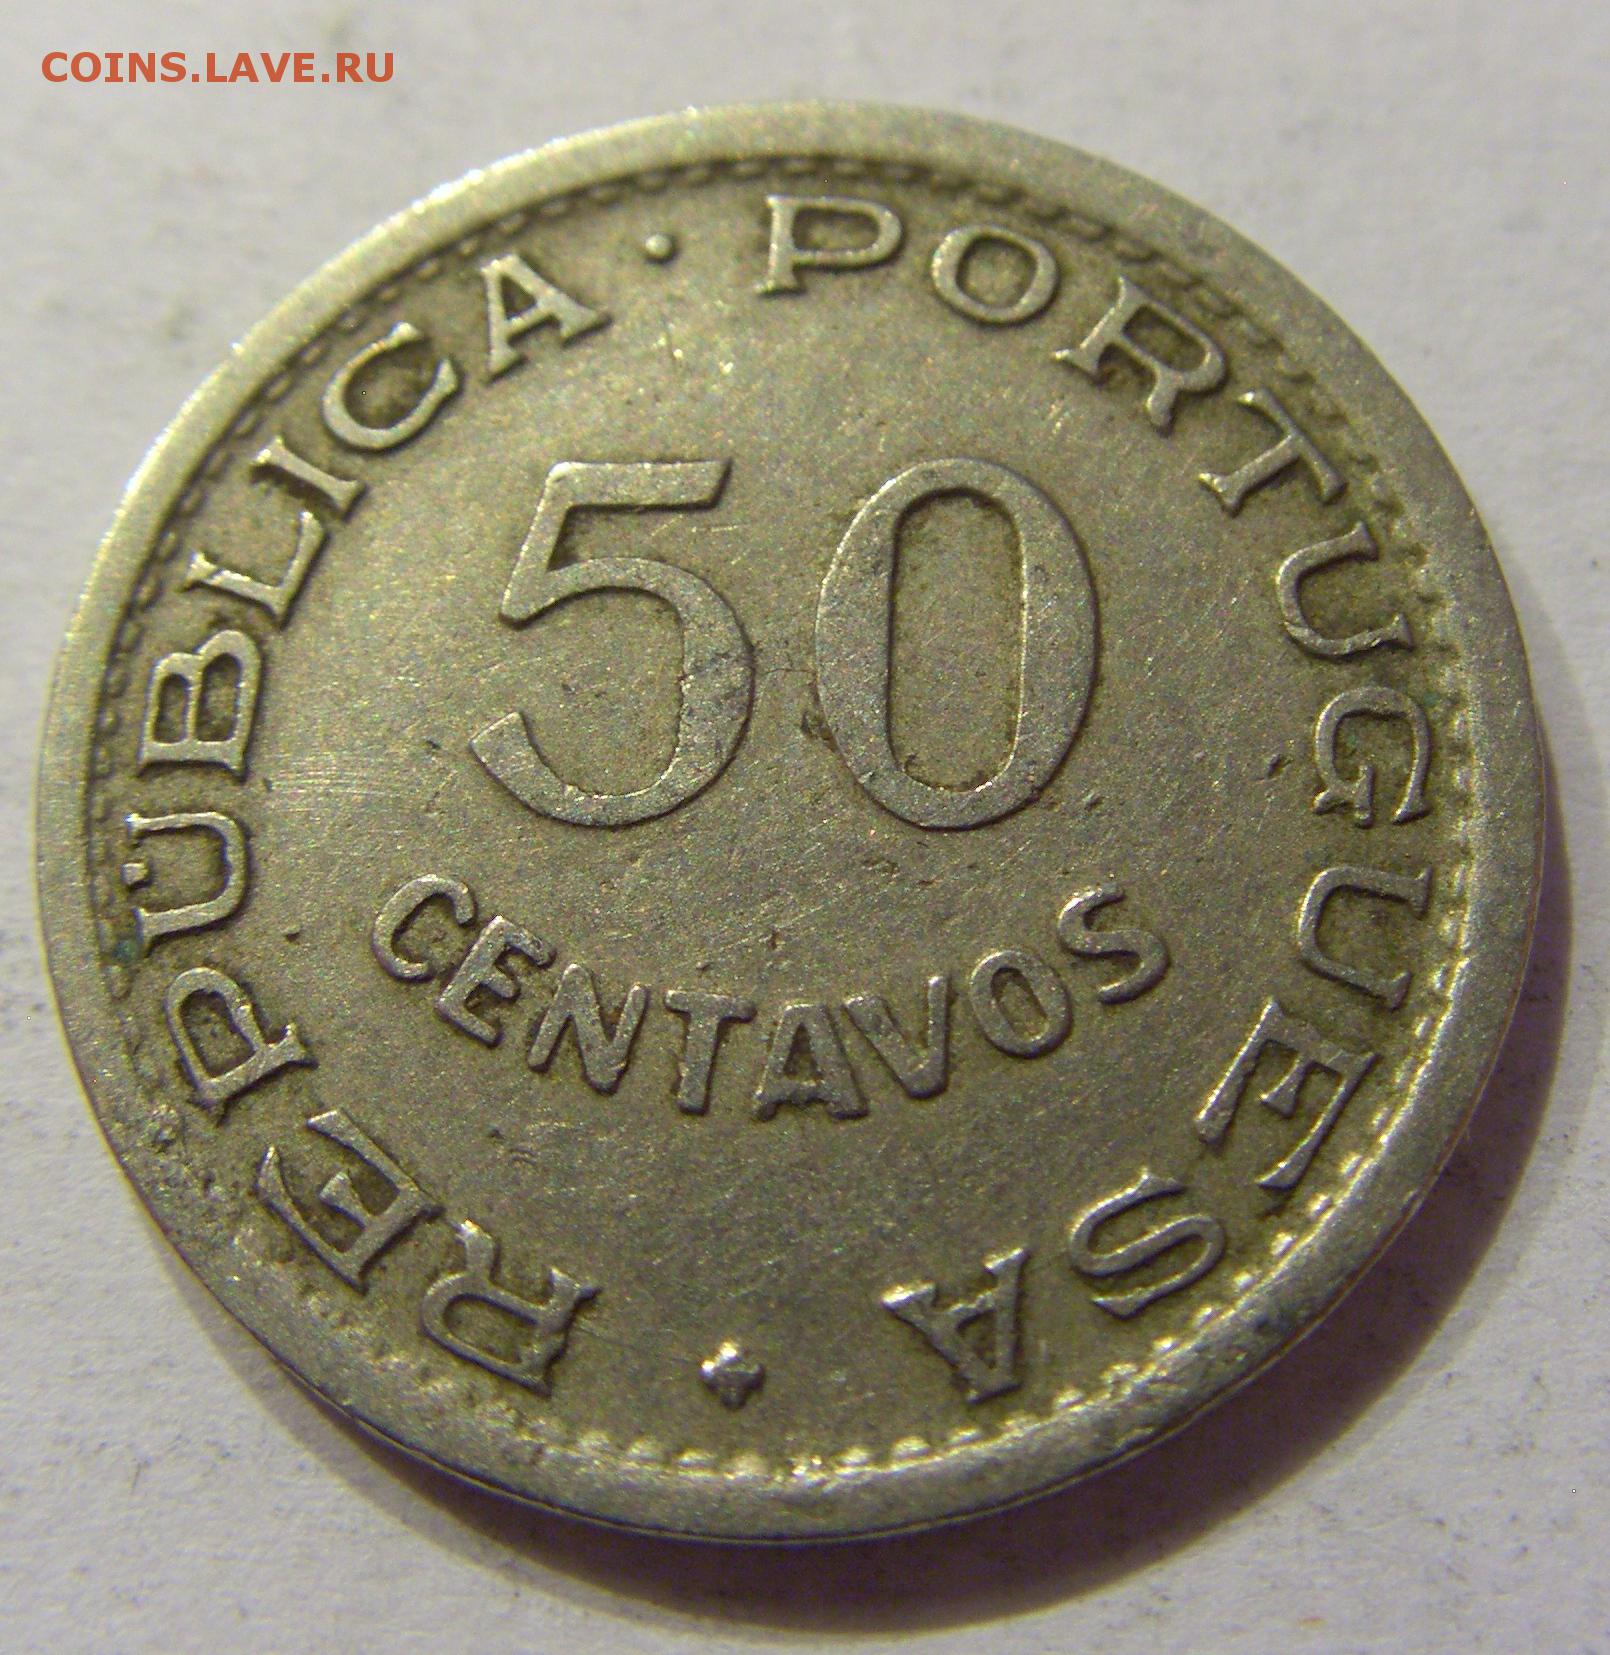 COINS.LAVE.RU
REPÚBLICA · PORTUGUESA ·
50
CENTAVOS